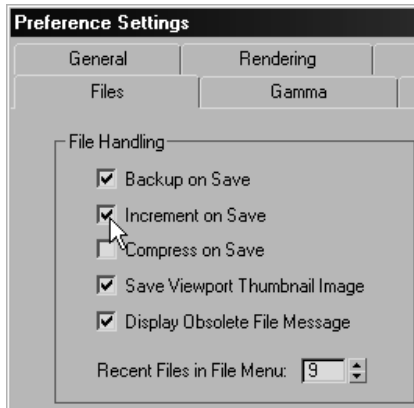 Preference Settings
General Rendering
Files Gamma
File Handling
Backup on Save
Increment on Save
Compress on Save
Save Viewport Thumbnail Image
Display Obsolete File Message
Recent Files in File Menu: 9